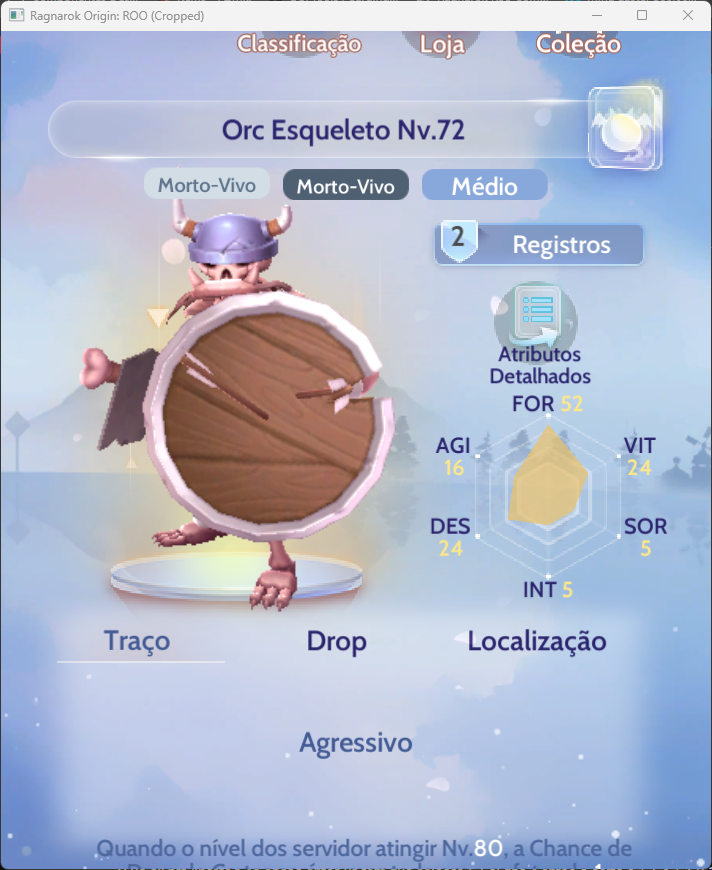 Ragnarok Origin: ROO (Cropped)
Classificação
Loja
Coleção
Orc Esqueleto Nv.72
Morto-Vivo
Morto-Vivo
Médio
2
Registros
Atributos
Detalhados
FOR 52
AGI
16
VIT
24
DES
24
SOR
5
INT 5
Traço
Drop
Localização
Agressivo
Quando o nível dos servidor atingir Nv.80, a Chance de